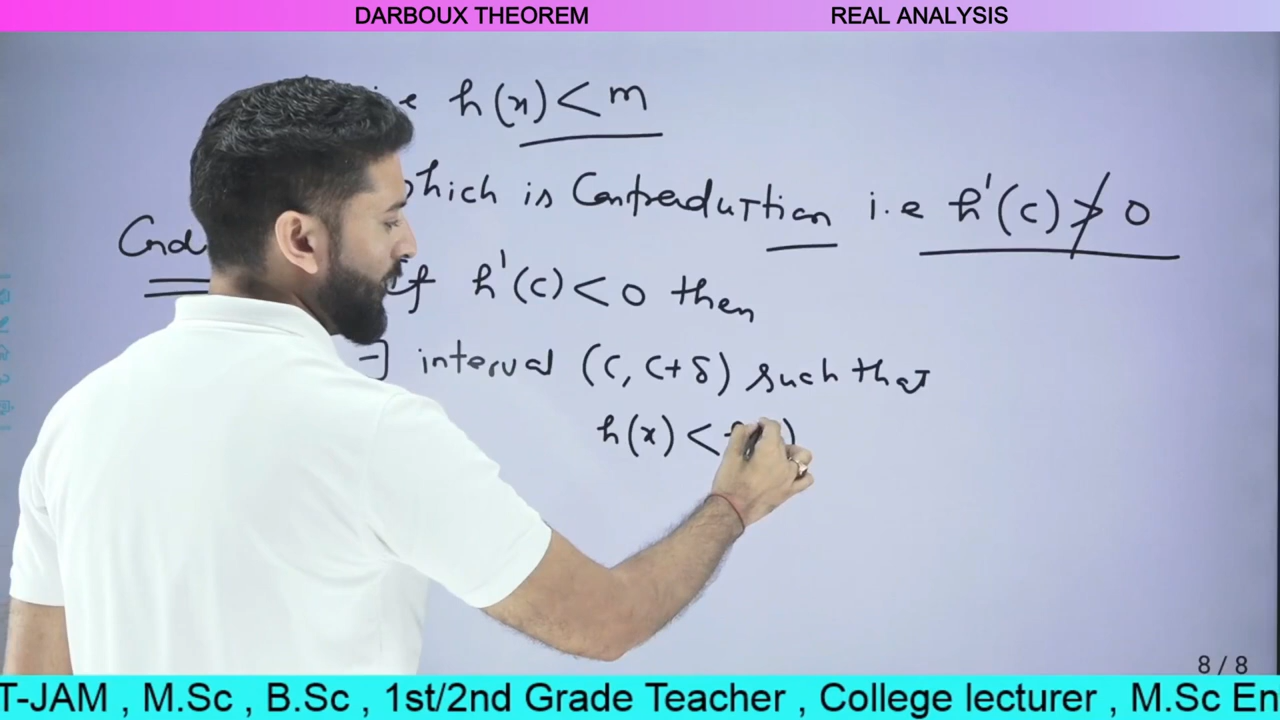 DARBOUX THEOREM REAL ANALYSIS
h(x) < m
which is Contraduction i.e h'(c) ≯ 0
If h'(c) < 0 then
∃ interval (c, c+δ) such that
h(x) <
8 / 8
T-JAM , M.Sc , B.Sc , 1st/2nd Grade Teacher , College lecturer , M.Sc En